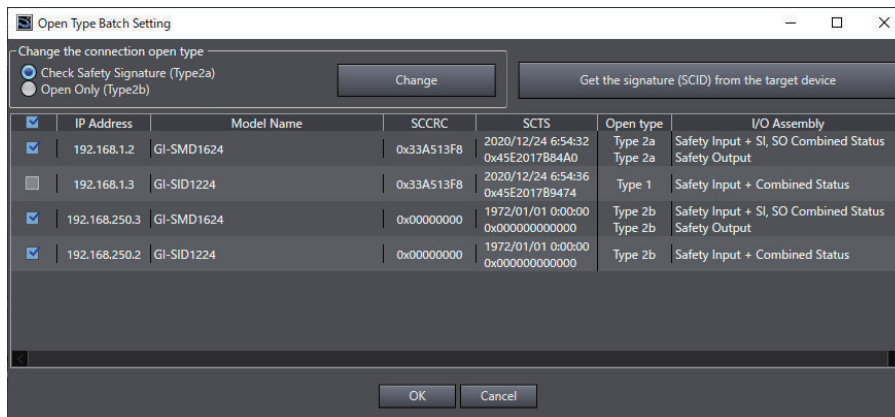 Open Type Batch Setting
Change the connection open type
Check Safety Signature (Type2a)
Open Only (Type2b)
Change
Get the signature (SCID) from the target device
IP Address Model Name SCCRC SCTS Open type I/O Assembly
192.168.1.2 GI-SMD1624 0x33A513F8 2020/12/24 6:54:32 Type 2a Safety Input + SI, SO Combined Status
0x45E2017B84A0 Type 2a Safety Output
192.168.1.3 GI-SID1224 0x33A513F8 2020/12/24 6:54:36 Type 1 Safety Input + Combined Status
0x45E2017B9474
192.168.250.3 GI-SMD1624 0x00000000 1972/01/01 0:00:00 Type 2b Safety Input + SI, SO Combined Status
0x000000000000 Type 2b Safety Output
192.168.250.2 GI-SID1224 0x00000000 1972/01/01 0:00:00 Type 2b Safety Input + Combined Status
0x000000000000
OK Cancel